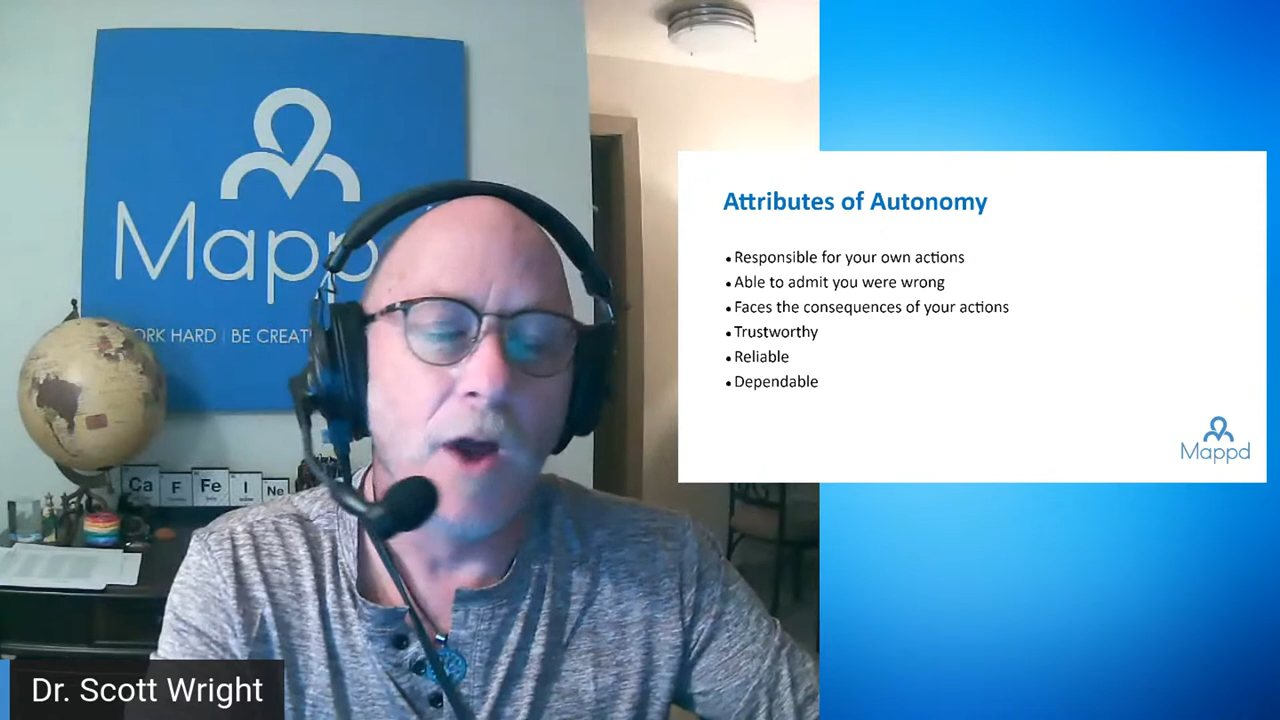 Mapp
ORK HARD | BE CREAT
Ca F Fe I Ne
Dr. Scott Wright
Attributes of Autonomy
• Responsible for your own actions
• Able to admit you were wrong
• Faces the consequences of your actions
• Trustworthy
• Reliable
• Dependable
Mappd